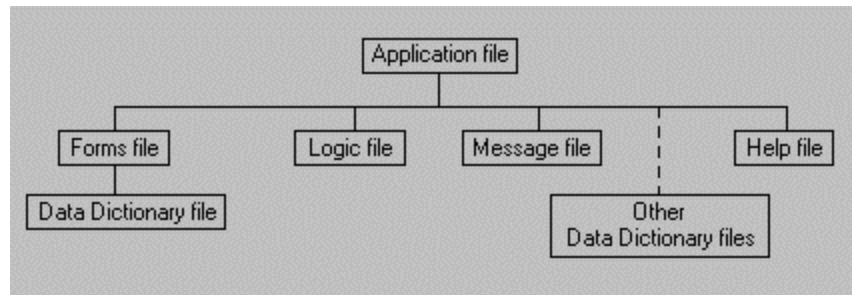 Application file
Forms file
Logic file
Message file
Help file
Data Dictionary file
Other
Data Dictionary files